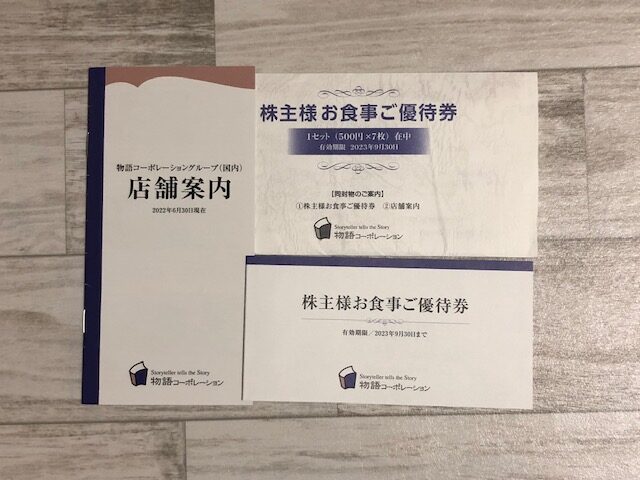 物語コーポレーショングループ(国内)
店舗案内
2022年6月30日現在
Storyteller tells the Story
物語コーポレーション
株主様お食事ご優待券
1セット(500円×7枚)在中
有効期限 2023年9月30日
【同封物のご案内】
①株主様お食事ご優待券 ②店舗案内
Storyteller tells the Story
物語コーポレーション
株主様お食事ご優待券
有効期限/2023年9月30日まで
Storyteller tells the Story
物語コーポレーション